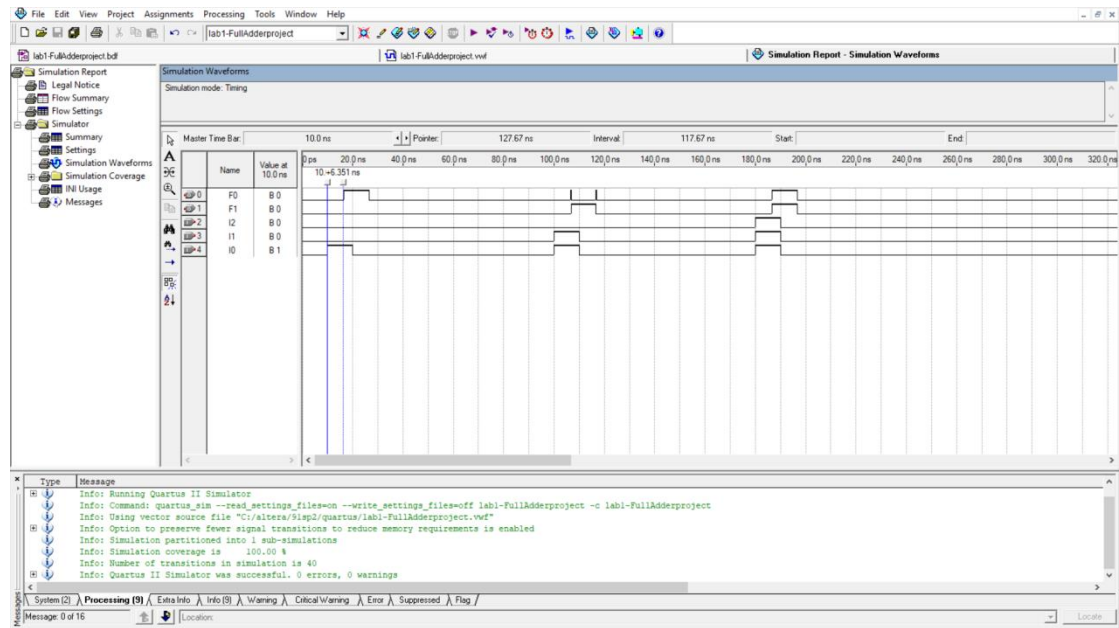 File Edit View Project Assignments Processing Tools Window Help
lab1-FullAdderproject
lab1-FullAdderproject.bdf
lab1-FullAdderproject.vwf
Simulation Report - Simulation Waveforms
Simulation Report
Legal Notice
Flow Summary
Flow Settings
Simulator
Summary
Settings
Simulation Waveforms
Simulation Coverage
INI Usage
Messages
Simulation Waveforms
Simulation mode: Timing
Master Time Bar: 10.0 ns Pointer: 127.67 ns Interval: 117.67 ns Start: End:
Name Value at 10.0 ns
0 ps 20.0 ns 40.0 ns 60.0 ns 80.0 ns 100.0 ns 120.0 ns 140.0 ns 160.0 ns 180.0 ns 200.0 ns 220.0 ns 240.0 ns 260.0 ns 280.0 ns 300.0 ns 320.0 ns
+6.351 ns
0 F0 B 0
1 F1 B 0
2 I2 B 0
3 I1 B 0
4 I0 B 1
Type Message
Info: Running Quartus II Simulator
Info: Command: quartus_sim --read_settings_files=on --write_settings_files=off lab1-FullAdderproject -c lab1-FullAdderproject
Info: Using vector source file "C:/altera/91sp2/quartus/lab1-FullAdderproject.vwf"
Info: Option to preserve fewer signal transitions to reduce memory requirements is enabled
Info: Simulation partitioned into 1 sub-simulations
Info: Simulation coverage is 100.00 %
Info: Number of transitions in simulation is 40
Info: Quartus II Simulator was successful. 0 errors, 0 warnings
System (2) Processing (9) Extra Info Info (9) Warning Critical Warning Error Suppressed Flag
Messages
Message: 0 of 16 Location: Locate